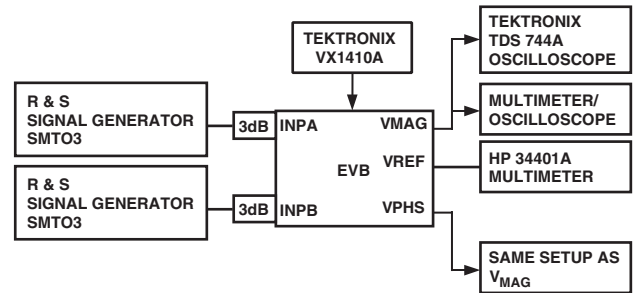 TEKTRONIX
VX1410A
TEKTRONIX
TDS 744A
OSCILLOSCOPE
R & S
SIGNAL GENERATOR
SMTO3
3dB
INPA
VMAG
MULTIMETER/
OSCILLOSCOPE
EVB
VREF
HP 34401A
MULTIMETER
R & S
SIGNAL GENERATOR
SMTO3
3dB
INPB
VPHS
SAME SETUP AS
VMAG